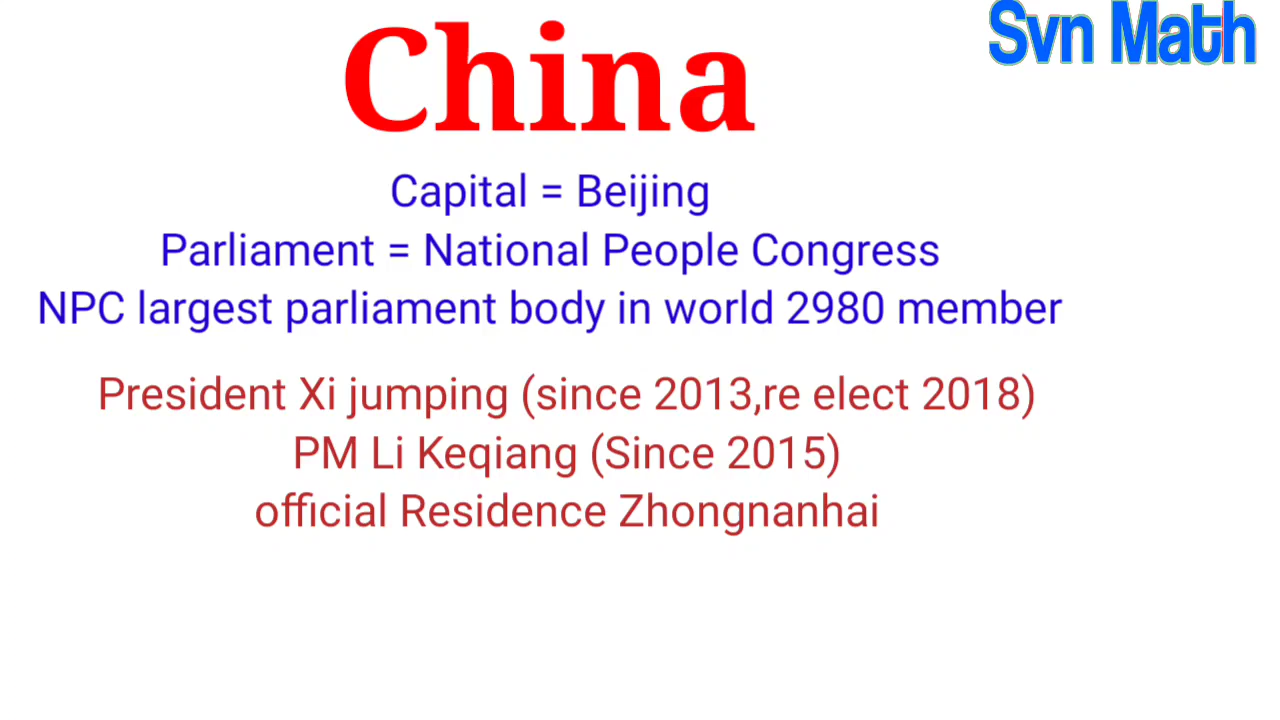 China
Svn Math
Capital = Beijing
Parliament = National People Congress
NPC largest parliament body in world 2980 member
President Xi jumping (since 2013,re elect 2018)
PM Li Keqiang (Since 2015)
official Residence Zhongnanhai